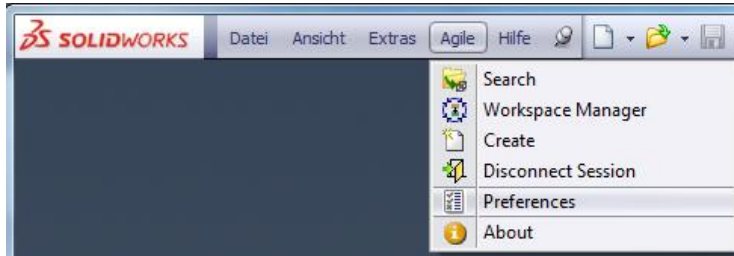 SOLIDWORKS Datei Ansicht Extras Agile Hilfe
Search
Workspace Manager
Create
Disconnect Session
Preferences
About